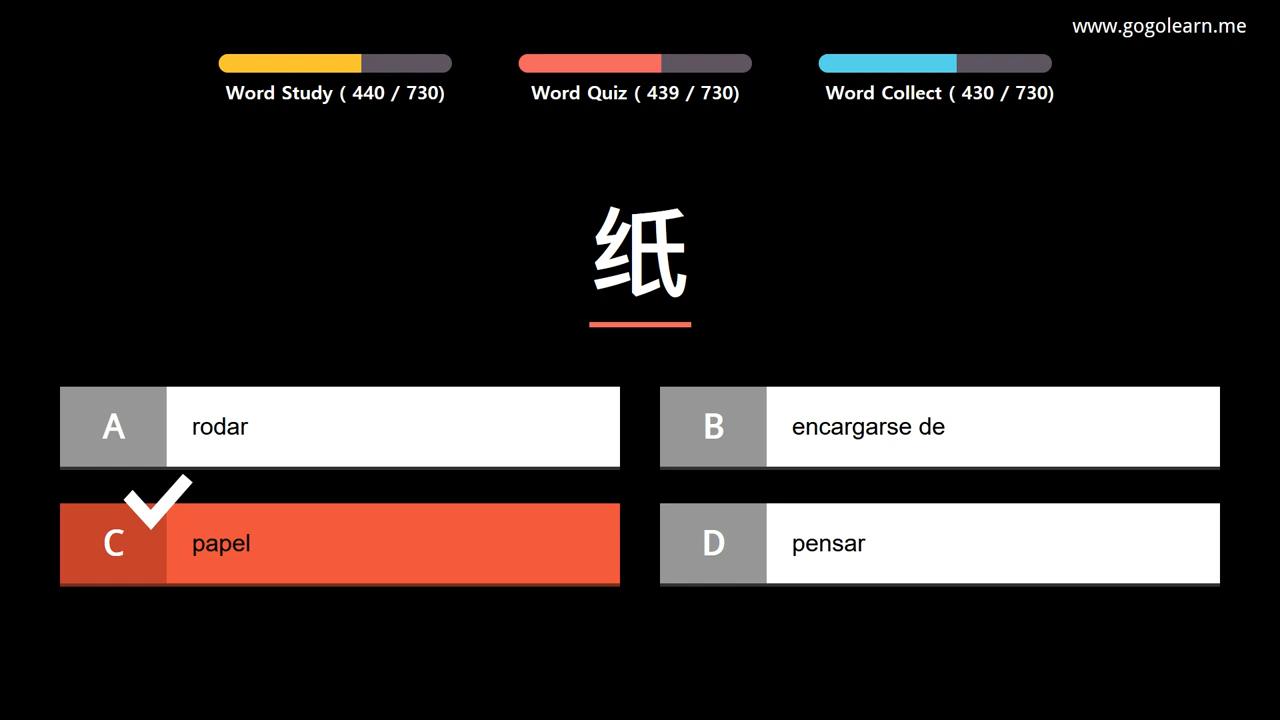 www.gogolearn.me
Word Study ( 440 / 730)
Word Quiz ( 439 / 730)
Word Collect ( 430 / 730)
纸
A rodar
B encargarse de
C papel
D pensar